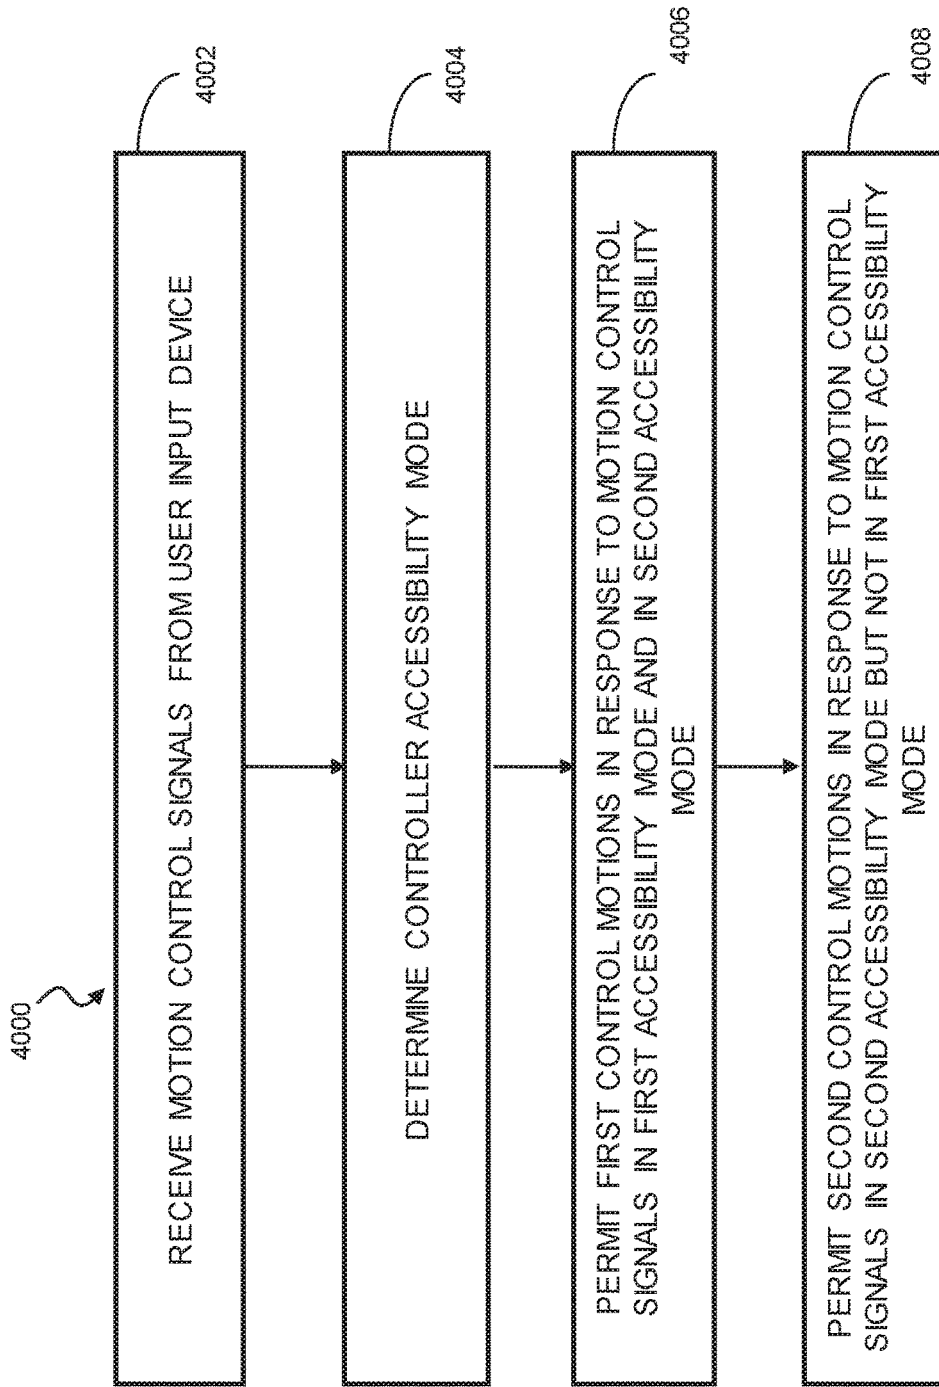 4000
RECEIVE MOTION CONTROL SIGNALS FROM USER INPUT DEVICE
4002
DETERMINE CONTROLLER ACCESSIBILITY MODE
4004
PERMIT FIRST CONTROL MOTIONS IN RESPONSE TO MOTION CONTROL
SIGNALS IN FIRST ACCESSIBILITY MODE AND IN SECOND ACCESSIBILITY
MODE
4006
PERMIT SECOND CONTROL MOTIONS IN RESPONSE TO MOTION CONTROL
SIGNALS IN SECOND ACCESSIBILITY MODE BUT NOT IN FIRST ACCESSIBILITY
MODE
4008